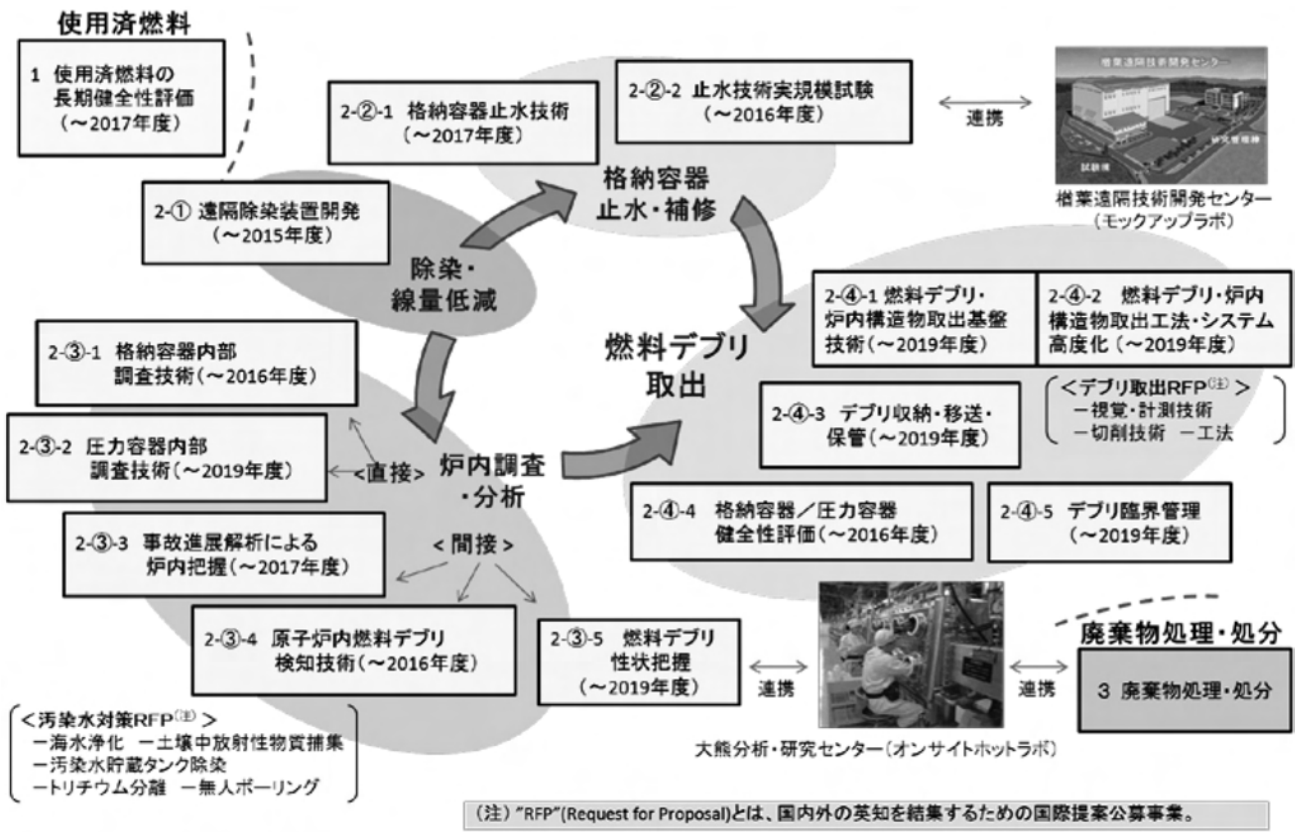 使用済燃料
1 使用済燃料の
長期健全性評価
(～2017年度)
2-②-1 格納容器止水技術
(～2017年度)
2-②-2 止水技術実規模試験
(～2016年度)
連携
楢葉遠隔技術開発センター
試験棟
研究管理棟
楢葉遠隔技術開発センター
(モックアップラボ)
格納容器
止水・補修
2-① 遠隔除染装置開発
(～2015年度)
除染・
線量低減
2-③-1 格納容器内部
調査技術(～2016年度)
2-③-2 圧力容器内部
調査技術(～2019年度)
<直接>
炉内調査
・分析
2-③-3 事故進展解析による
炉内把握(～2017年度)
<間接>
2-③-4 原子炉内燃料デブリ
検知技術(～2016年度)
2-③-5 燃料デブリ
性状把握
(～2019年度)
燃料デブリ
取出
2-④-1 燃料デブリ・
炉内構造物取出基盤
技術(～2019年度)
2-④-2 燃料デブリ・炉内
構造物取出工法・システム
高度化(～2019年度)
<デブリ取出RFP(注)>
－視覚・計測技術
－切削技術 －工法
2-④-3 デブリ収納・移送・
保管(～2019年度)
2-④-4 格納容器／圧力容器
健全性評価(～2016年度)
2-④-5 デブリ臨界管理
(～2019年度)
連携
大熊分析・研究センター(オンサイトホットラボ)
連携
廃棄物処理・処分
3 廃棄物処理・処分
<汚染水対策RFP(注)>
－海水浄化 －土壌中放射性物質捕集
－汚染水貯蔵タンク除染
－トリチウム分離 －無人ボーリング
(注) "RFP"(Request for Proposal)とは、国内外の英知を結集するための国際提案公募事業。